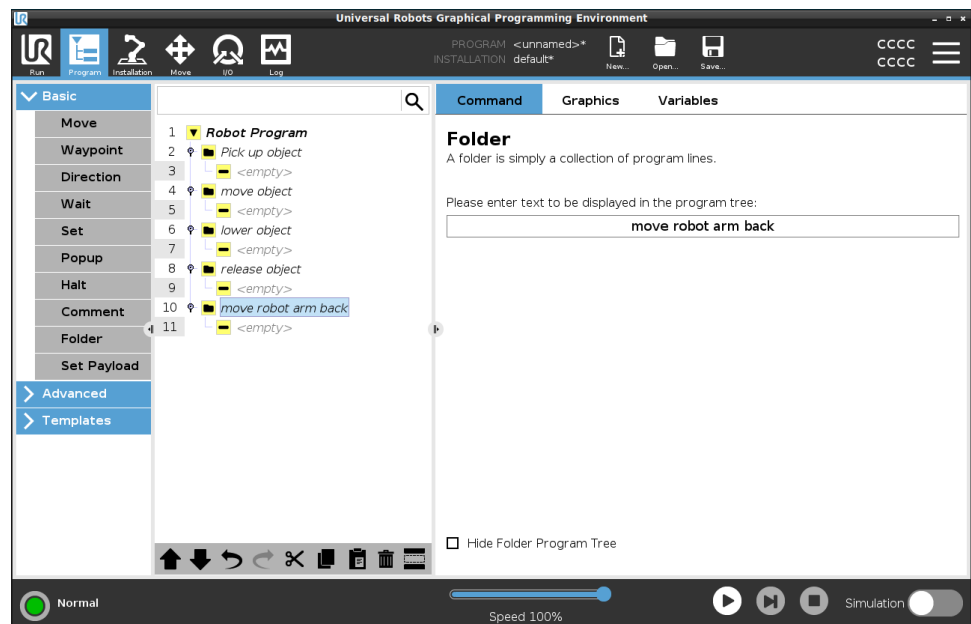 Universal Robots Graphical Programming Environment
UR
Run
Program
Installation
Move
I/O
Log
PROGRAM <unnamed>*
INSTALLATION default*
New...
Open...
Save...
CCCC
CCCC
Basic
Move
Waypoint
Direction
Wait
Set
Popup
Halt
Comment
Folder
Set Payload
Advanced
Templates
1 Robot Program
2 Pick up object
3 <empty>
4 move object
5 <empty>
6 lower object
7 <empty>
8 release object
9 <empty>
10 move robot arm back
11 <empty>
Command Graphics Variables
Folder
A folder is simply a collection of program lines.
Please enter text to be displayed in the program tree:
move robot arm back
Hide Folder Program Tree
Normal
Speed 100%
Simulation